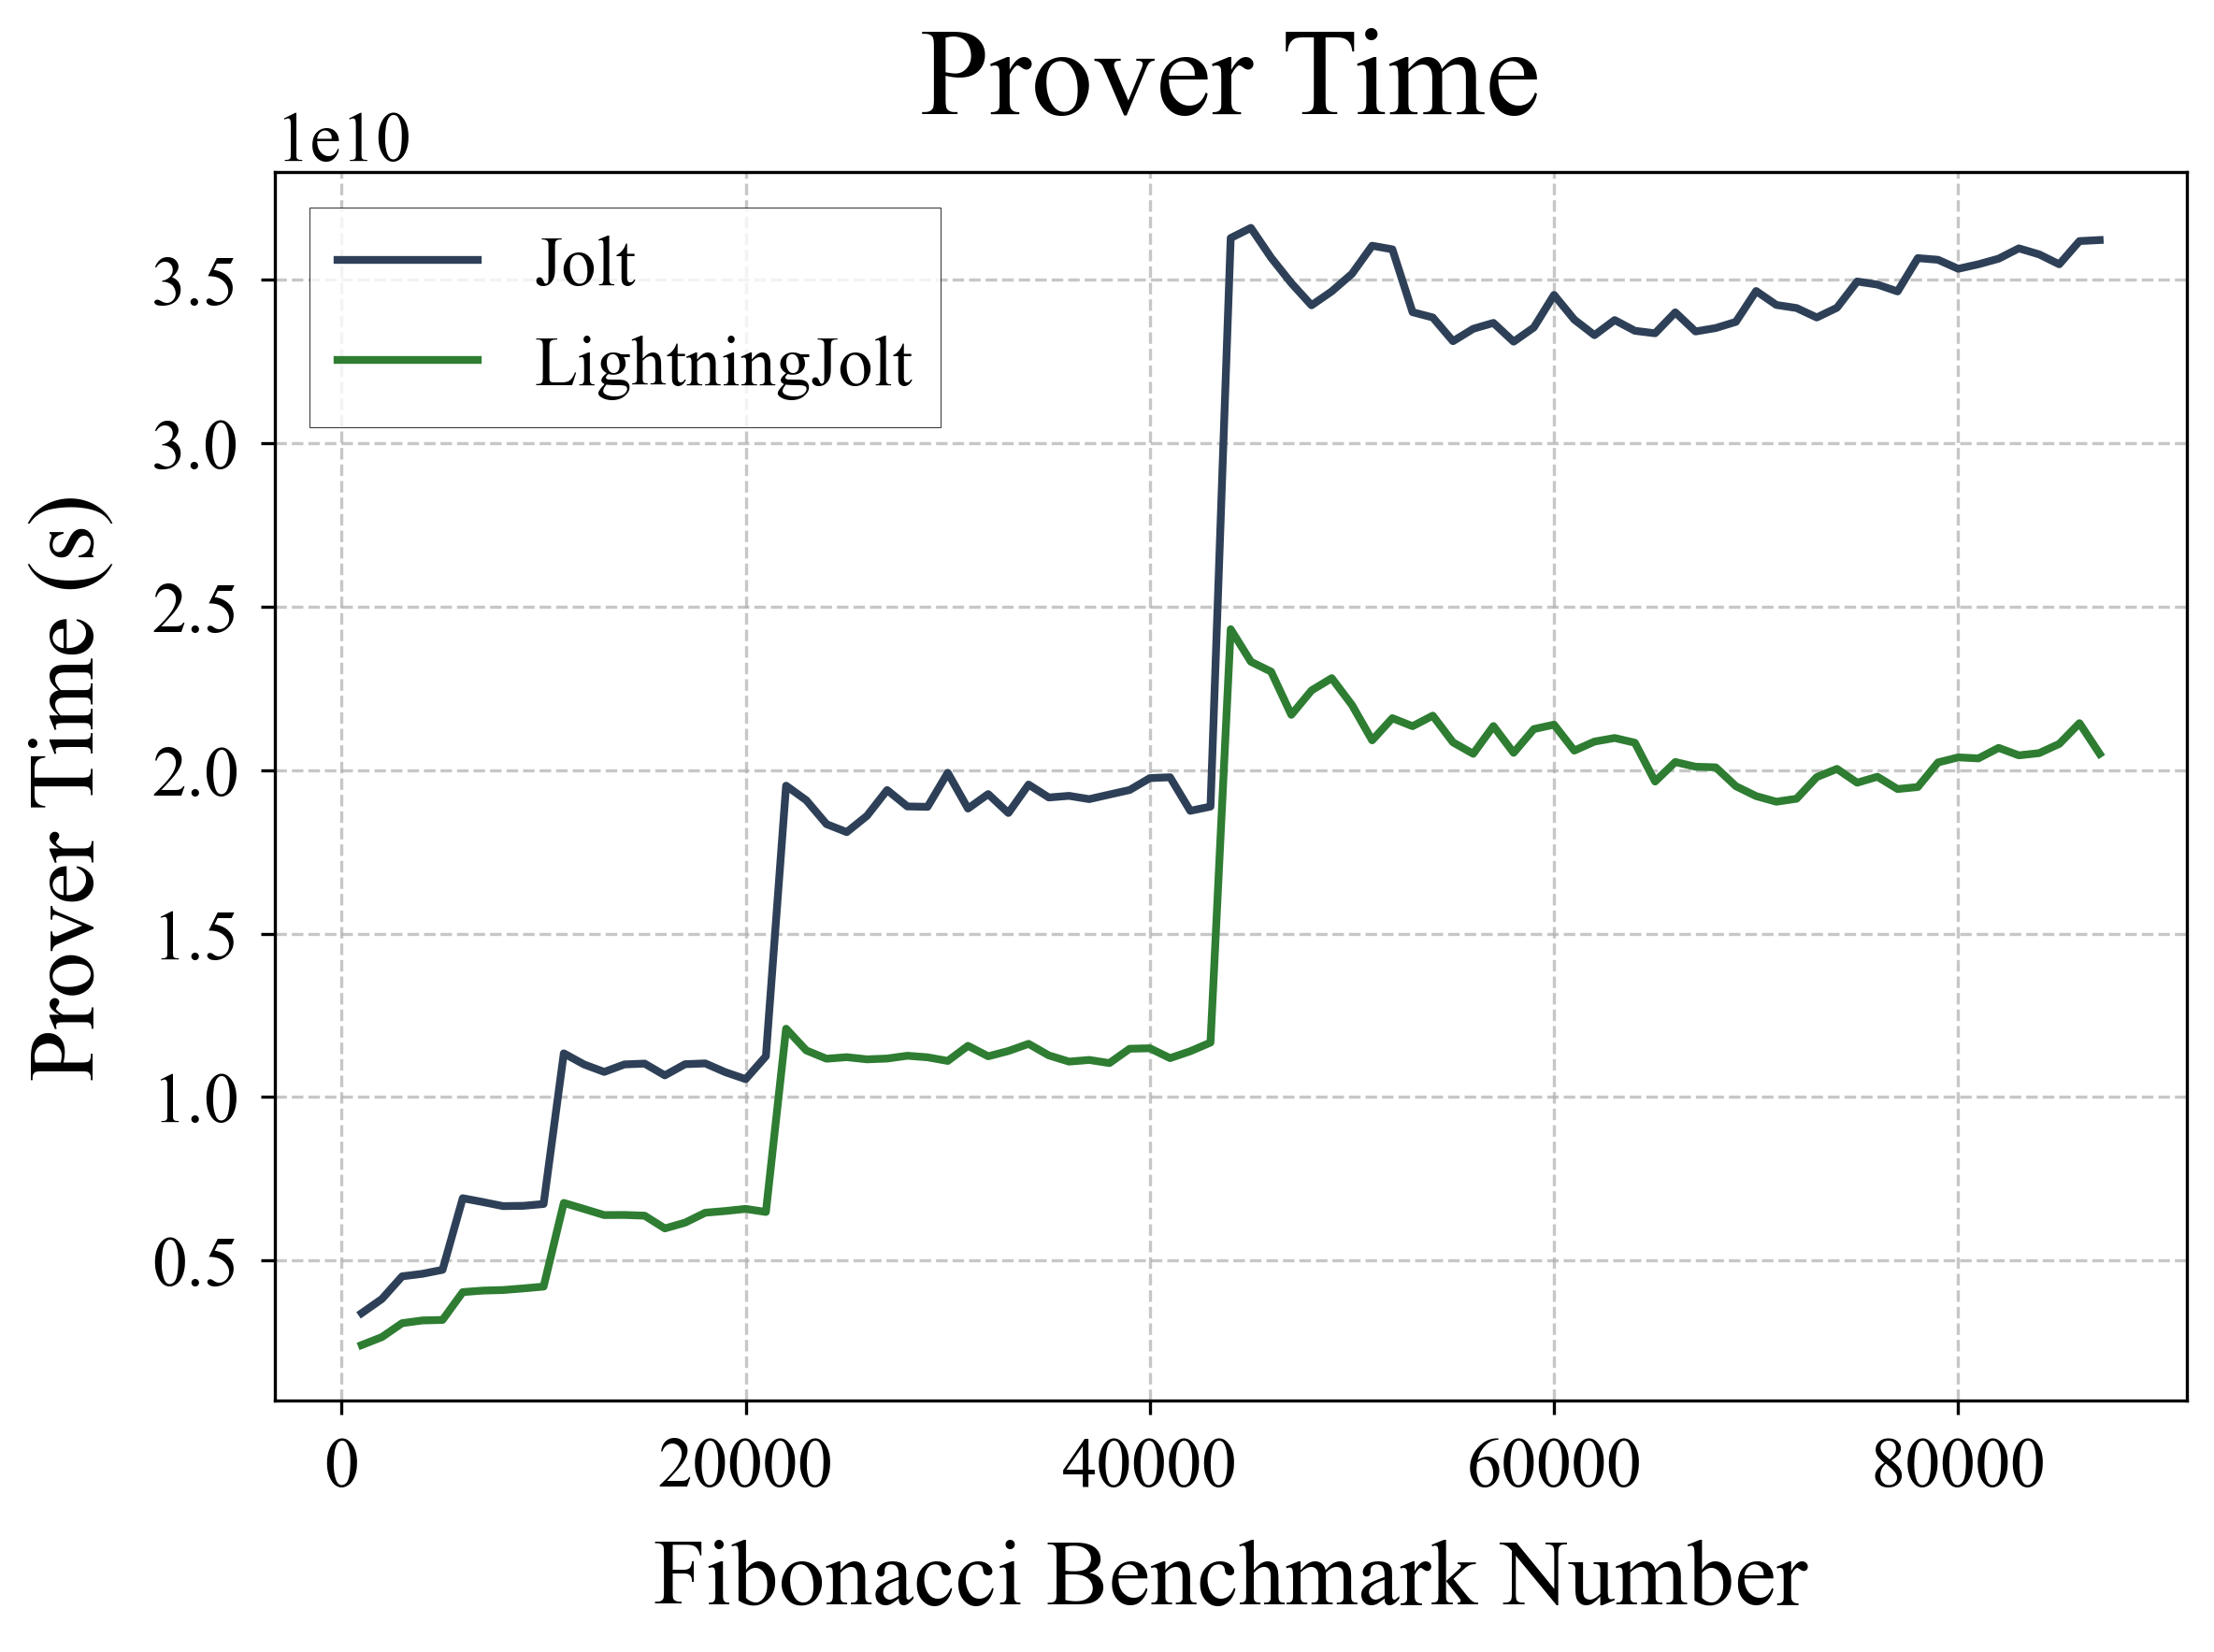 Prover Time
1e10
Jolt
LightningJolt
3.5
3.0
2.5
2.0
1.5
1.0
0.5
Prover Time (s)
0 20000 40000 60000 80000
Fibonacci Benchmark Number